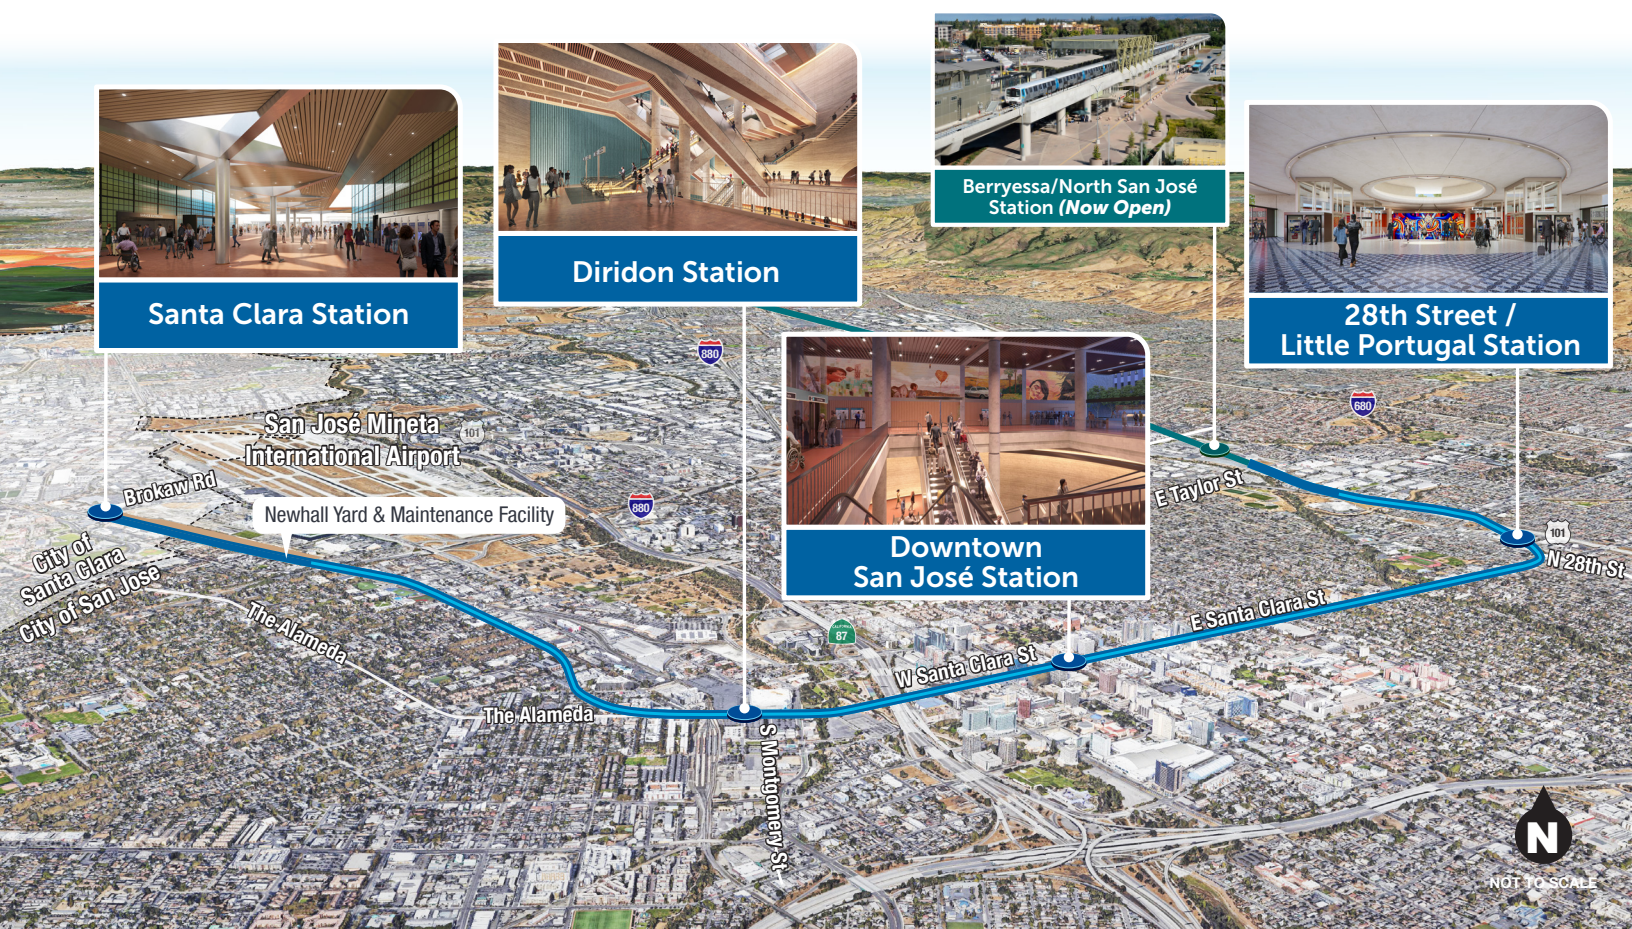 Santa Clara Station
Diridon Station
Berryessa/North San José
Station (Now Open)
28th Street /
Little Portugal Station
Downtown
San José Station
880
680
San José Mineta
International Airport
101
Brokaw Rd
Newhall Yard & Maintenance Facility
880
E Taylor St
101
N 28th St
City of
Santa Clara
City of San Jose
The Alameda
The Alameda
CALIFORNIA
87
W Santa Clara St
E Santa Clara St
S Montgomery St
N
NOT TO SCALE